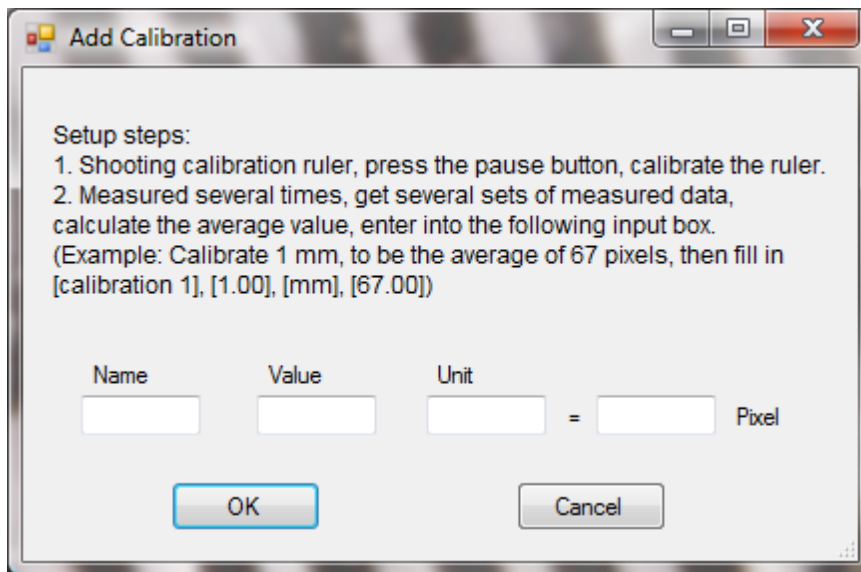 Add Calibration
Setup steps:
1. Shooting calibration ruler, press the pause button, calibrate the ruler.
2. Measured several times, get several sets of measured data,
calculate the average value, enter into the following input box.
(Example: Calibrate 1 mm, to be the average of 67 pixels, then fill in
[calibration 1], [1.00], [mm], [67.00])
Name Value Unit
= Pixel
OK Cancel